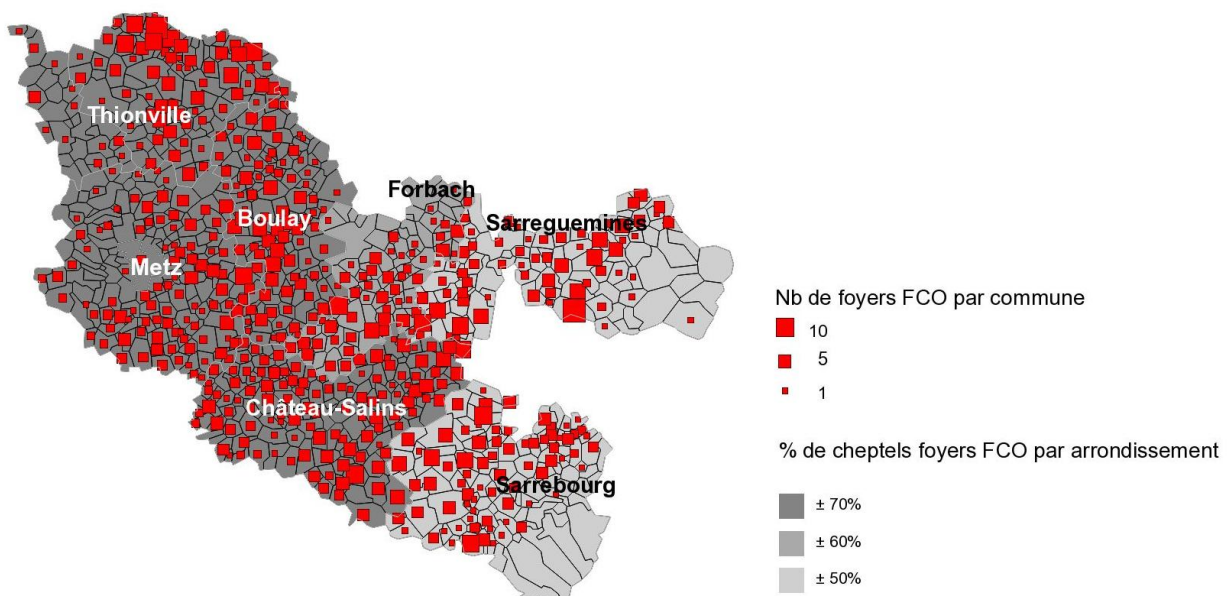 Thionville
Forbach
Boulay
Sarreguemines
Metz
Château-Salins
Sarrebourg
Nb de foyers FCO par commune
10
5
1
% de cheptels foyers FCO par arrondissement
± 70%
± 60%
± 50%